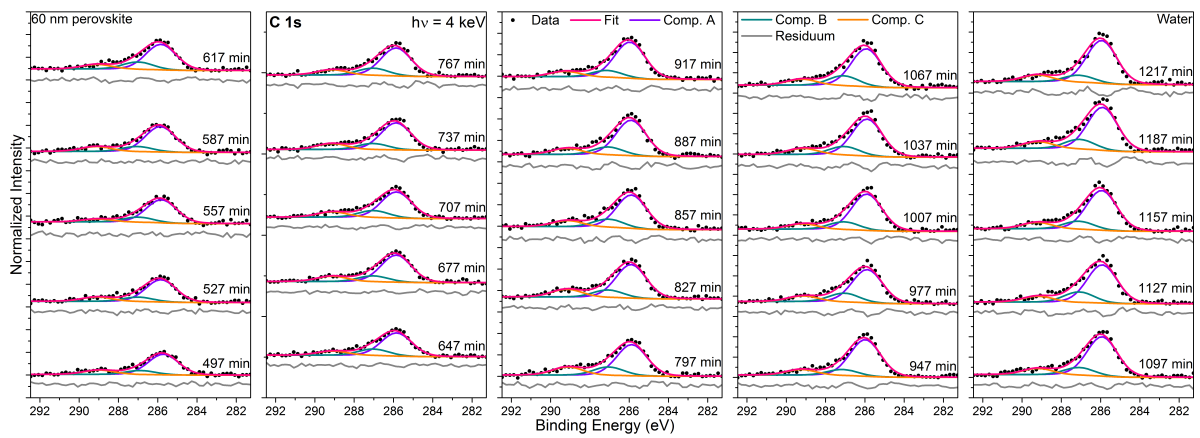 60 nm perovskite
617 min
587 min
557 min
527 min
497 min
C 1s
hν = 4 keV
767 min
737 min
707 min
677 min
647 min
Data
Fit
Comp. A
917 min
887 min
857 min
827 min
797 min
Comp. B
Comp. C
Residuum
1067 min
1037 min
1007 min
977 min
947 min
Water
1217 min
1187 min
1157 min
1127 min
1097 min
Normalized Intensity
292 290 288 286 284 282
292 290 288 286 284 282
292 290 288 286 284 282
292 290 288 286 284 282
292 290 288 286 284 282
Binding Energy (eV)